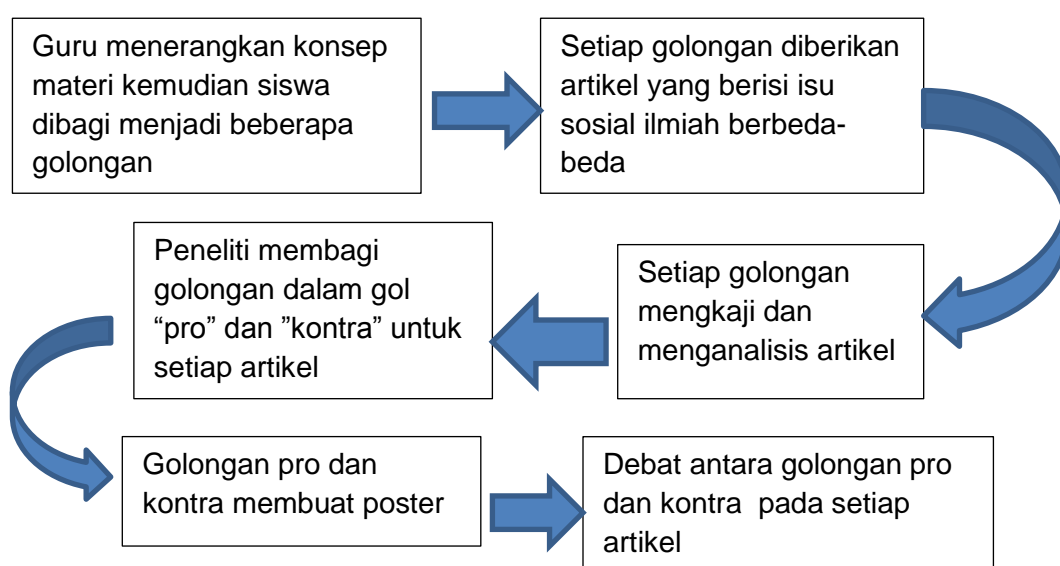 Guru menerangkan konsep
materi kemudian siswa
dibagi menjadi beberapa
golongan
Setiap golongan diberikan
artikel yang berisi isu
sosial ilmiah berbeda-
beda
Setiap golongan
mengkaji dan
menganalisis artikel
Peneliti membagi
golongan dalam gol
“pro” dan ”kontra” untuk
setiap artikel
Golongan pro dan
kontra membuat poster
Debat antara golongan pro
dan kontra  pada setiap
artikel